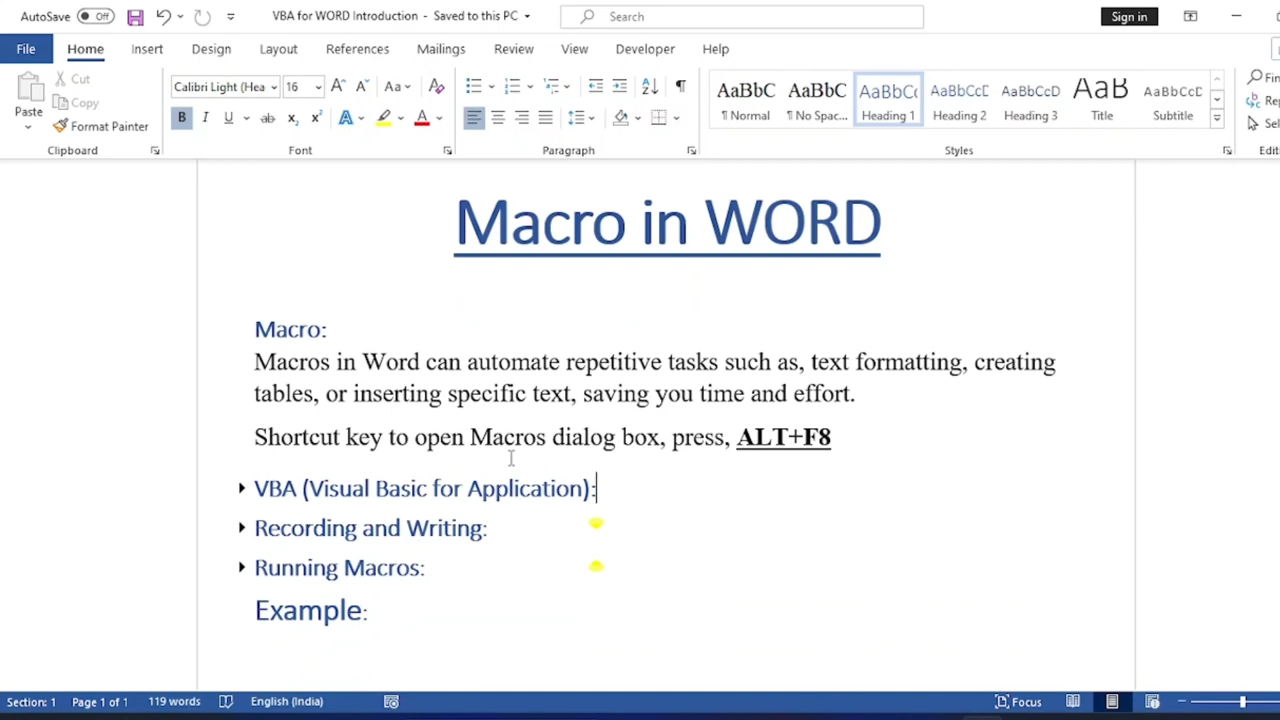 AutoSave Off VBA for WORD Introduction - Saved to this PC Search Sign in
File Home Insert Design Layout References Mailings Review View Developer Help
Paste Cut Copy Format Painter
Calibri Light (Hea 16 Aa
AaBbC AaBbC AaBbC AaBbCcC AaBbCcD AaB AaBbCcD
¶ Normal ¶ No Spac... Heading 1 Heading 2 Heading 3 Title Subtitle
Clipboard Font Paragraph Styles
Macro in WORD
Macro:
Macros in Word can automate repetitive tasks such as, text formatting, creating
tables, or inserting specific text, saving you time and effort.
Shortcut key to open Macros dialog box, press, ALT+F8
VBA (Visual Basic for Application):
Recording and Writing:
Running Macros:
Example:
Section: 1 Page 1 of 1 119 words English (India) Focus